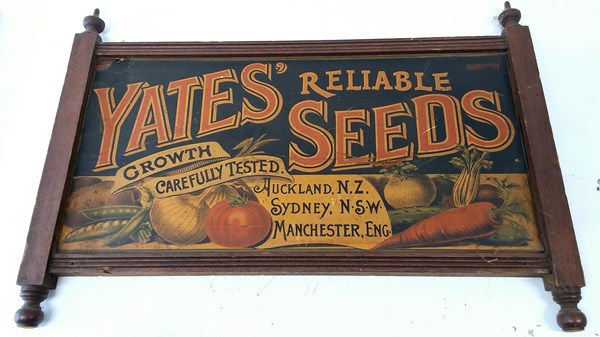 YATES' RELIABLE
SEEDS
GROWTH
CAREFULLY TESTED.
AUCKLAND, N.Z.
SYDNEY, N.S.W.
MANCHESTER, ENG.